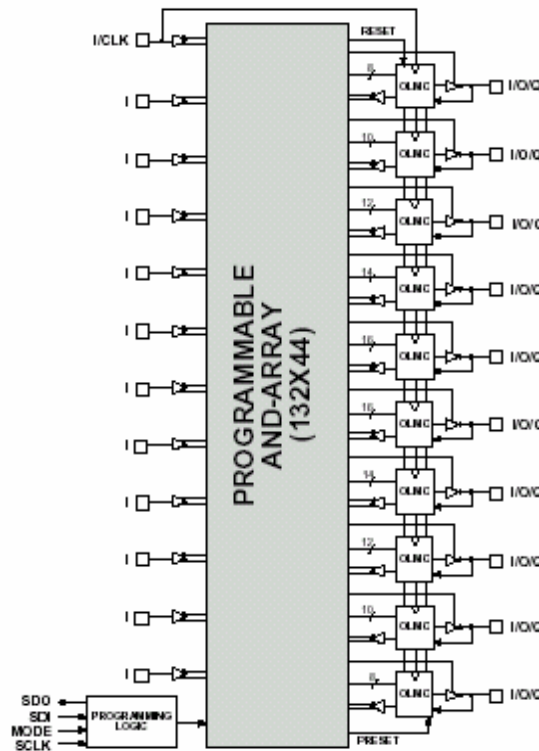 RESET
I/CLK
8
OLMC
I/O/Q
I
10
OLMC
I/O/Q
I
12
OLMC
I/O/Q
I
14
OLMC
I/O/Q
I
16
OLMC
I/O/Q
I
PROGRAMMABLE
AND-ARRAY
(132X44)
16
OLMC
I/O/Q
I
14
OLMC
I/O/Q
I
12
OLMC
I/O/Q
I
10
OLMC
I/O/Q
I
8
OLMC
I/O/Q
I
I
PRESET
SDO
SDI
MODE
SCLK
PROGRAMMING
LOGIC